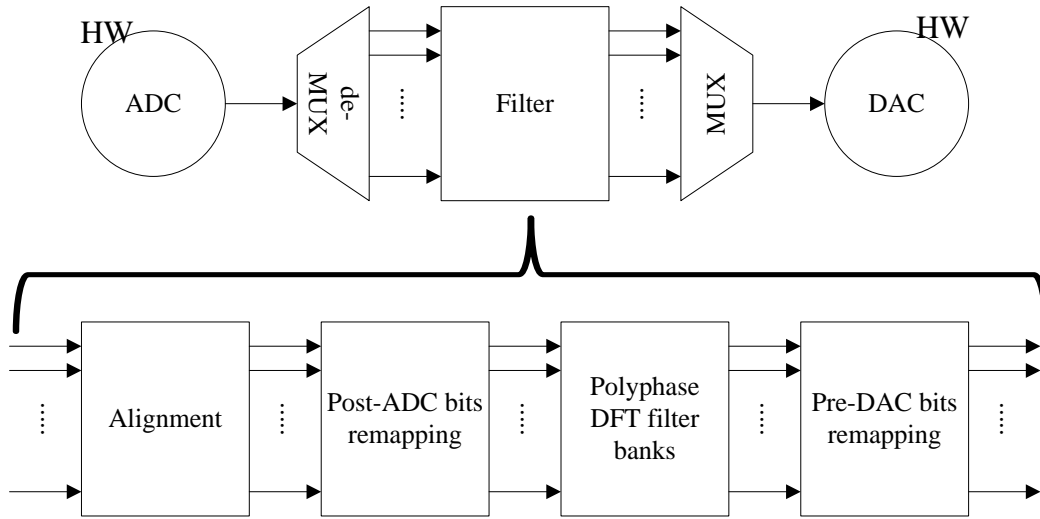 HW
ADC
de-
MUX
Filter
MUX
HW
DAC
Alignment
Post-ADC bits
remapping
Polyphase
DFT filter
banks
Pre-DAC bits
remapping